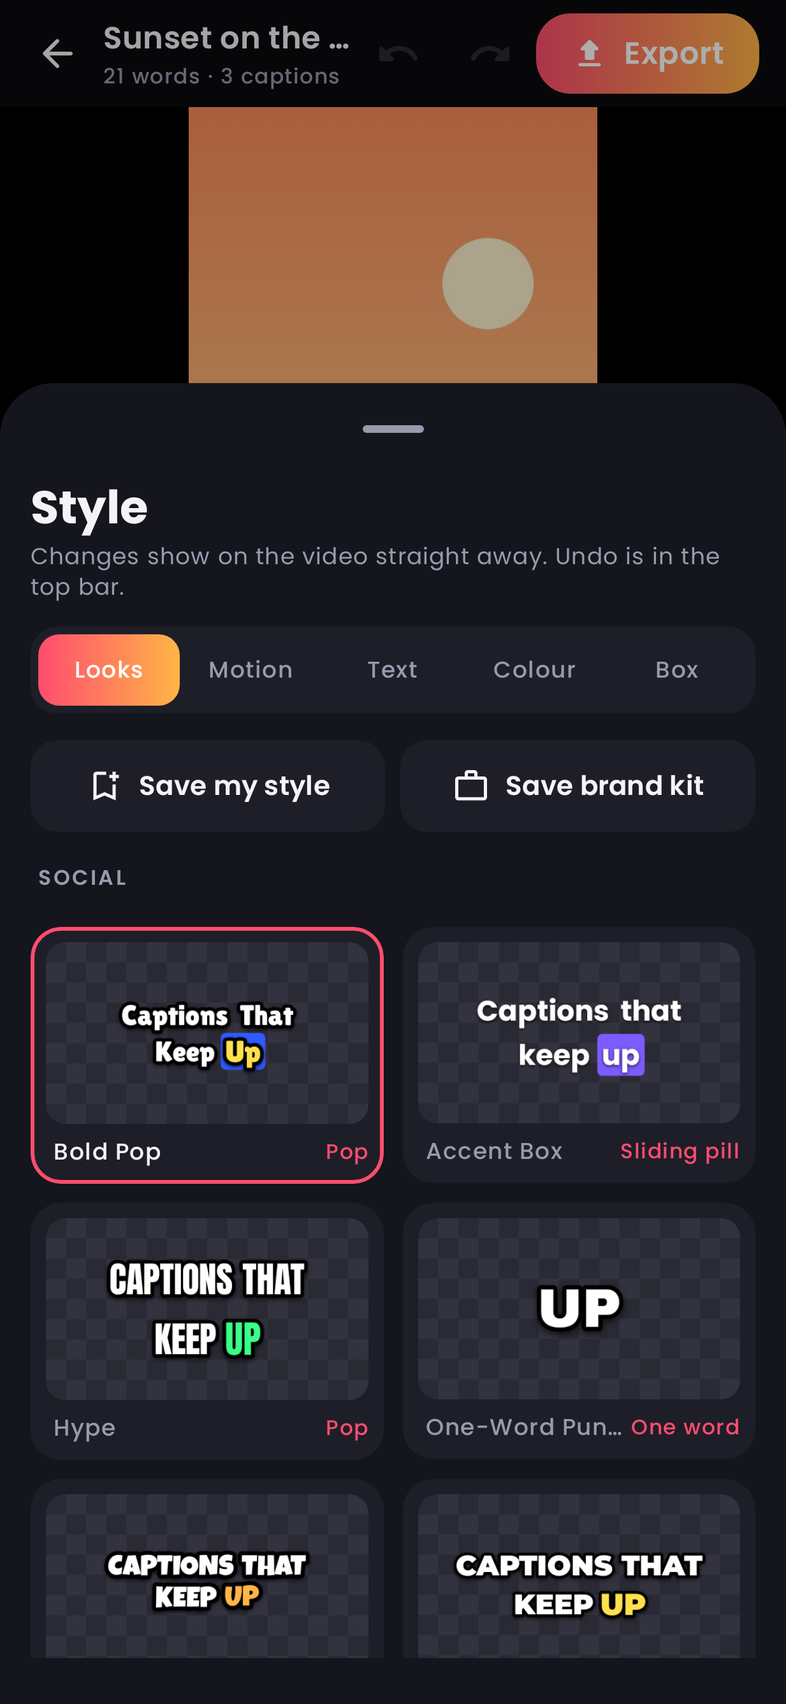 Sunset on the ...
21 words · 3 captions
Export
Style
Changes show on the video straight away. Undo is in the
top bar.
Looks
Motion
Text
Colour
Box
Save my style
Save brand kit
SOCIAL
Captions That
Keep Up
Bold Pop
Pop
Captions that
keep up
Accent Box
Sliding pill
CAPTIONS THAT
KEEP UP
Hype
Pop
UP
One-Word Pun...
One word
CAPTIONS THAT
KEEP UP
CAPTIONS THAT
KEEP UP